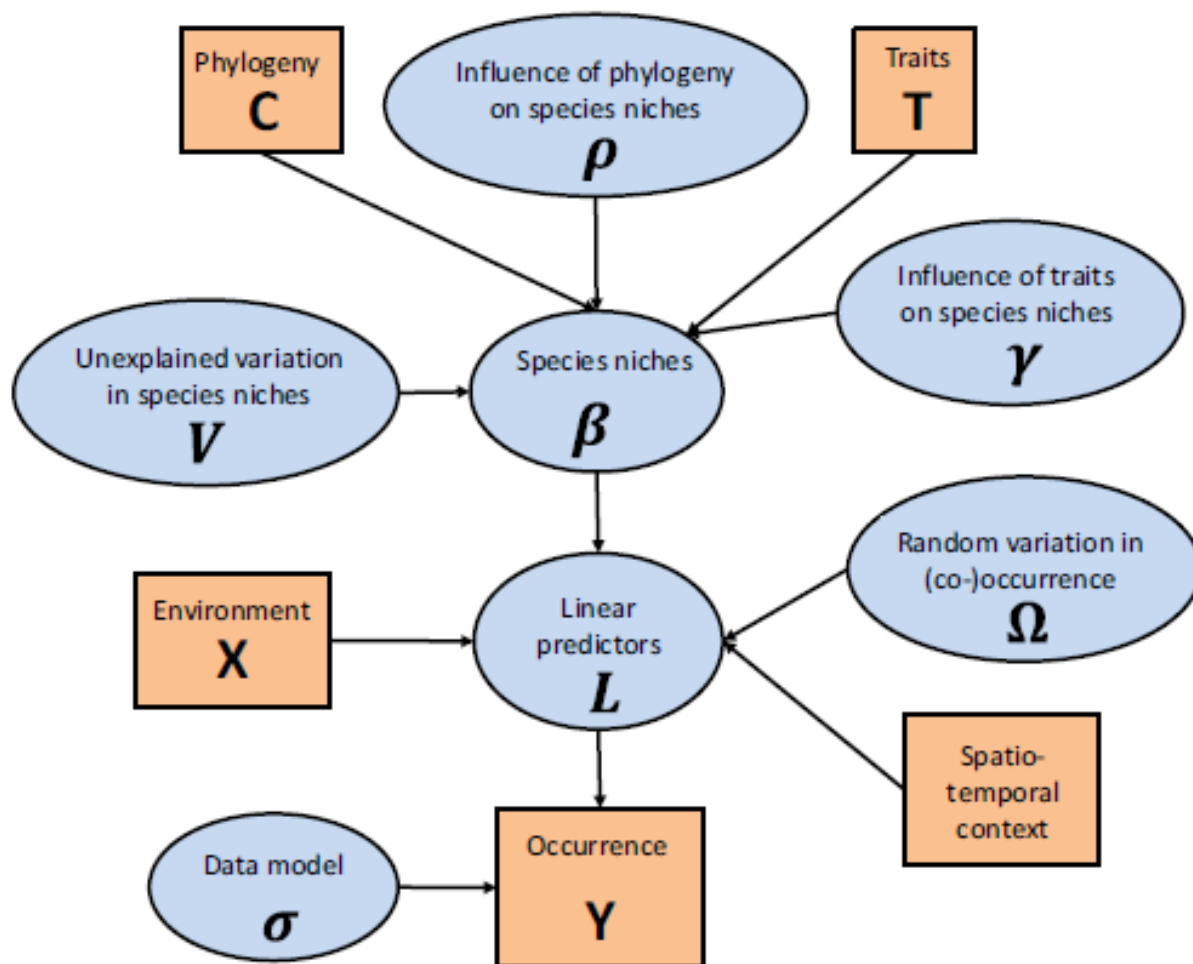 Phylogeny
C
Influence of phylogeny
on species niches
ρ
Traits
T
Influence of traits
on species niches
γ
Unexplained variation
in species niches
V
Species niches
β
Random variation in
(co-)occurrence
Ω
Environment
X
Linear
predictors
L
Spatio-
temporal
context
Data model
σ
Occurrence
Y